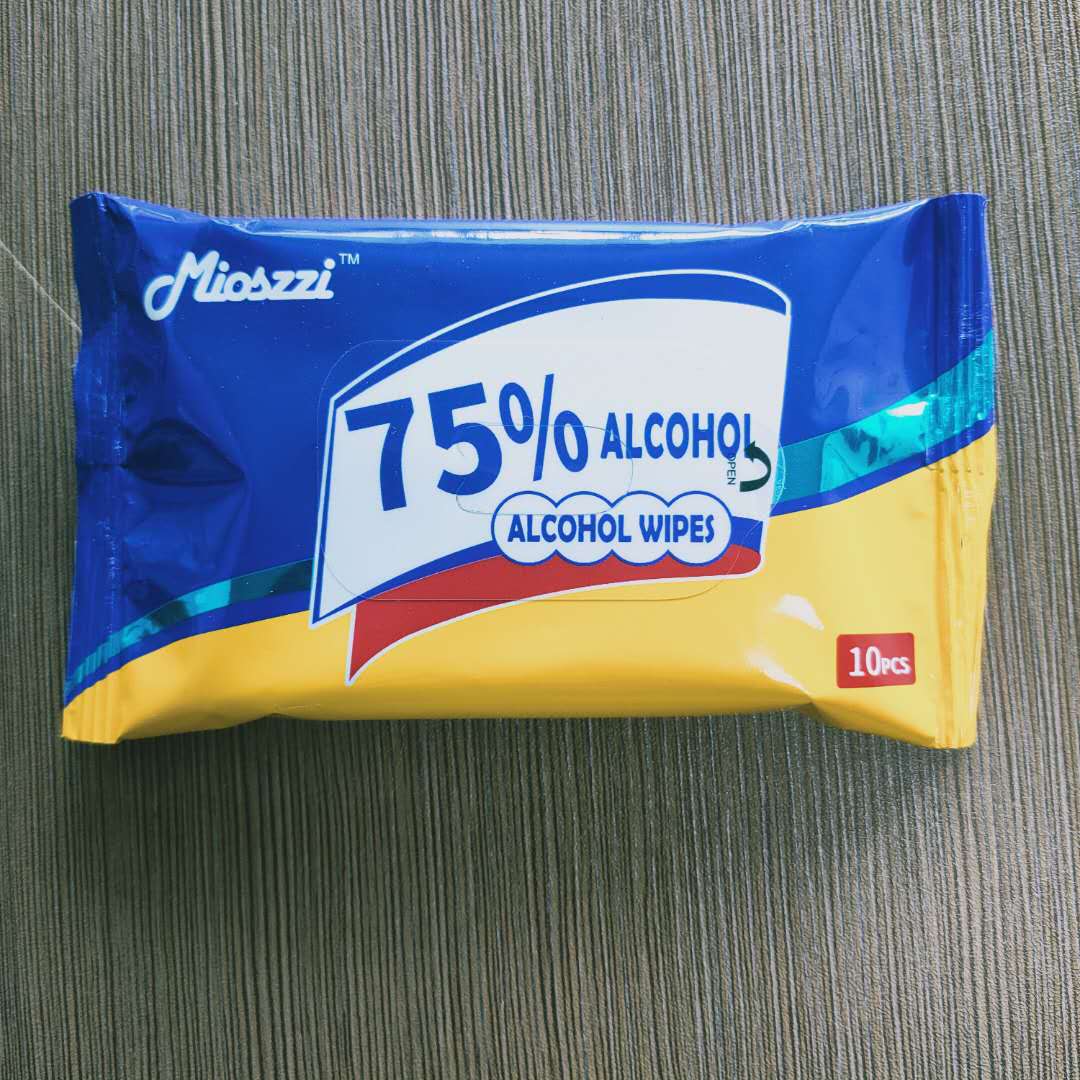 Mioszzi™
75% ALCOHOL
OPEN
ALCOHOL WIPES
10PCS